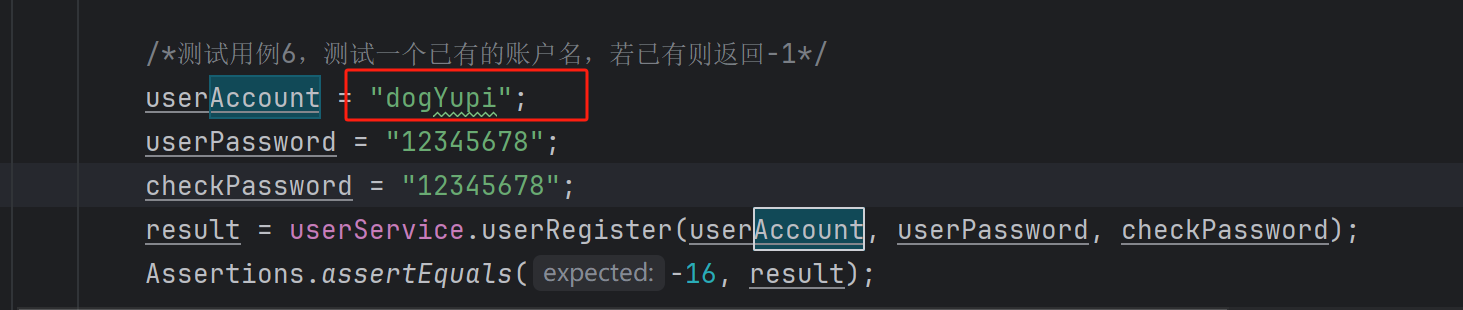 /*测试用例6，测试一个已有的账户名，若已有则返回-1*/
userAccount = "dogYupi";
userPassword = "12345678";
checkPassword = "12345678";
result = userService.userRegister(userAccount, userPassword, checkPassword);
Assertions.assertEquals( expected: -16, result);